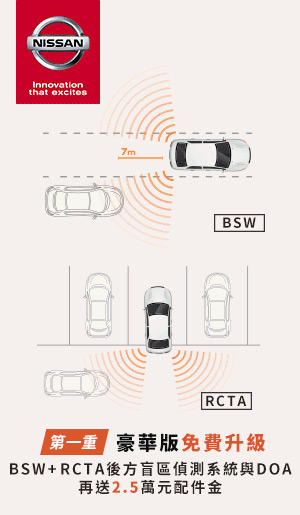 NISSAN
Innovation
that excites
7m
BSW
RCTA
第一重 豪華版免費升級
BSW+RCTA後方盲區偵測系統與DOA
再送2.5萬元配件金